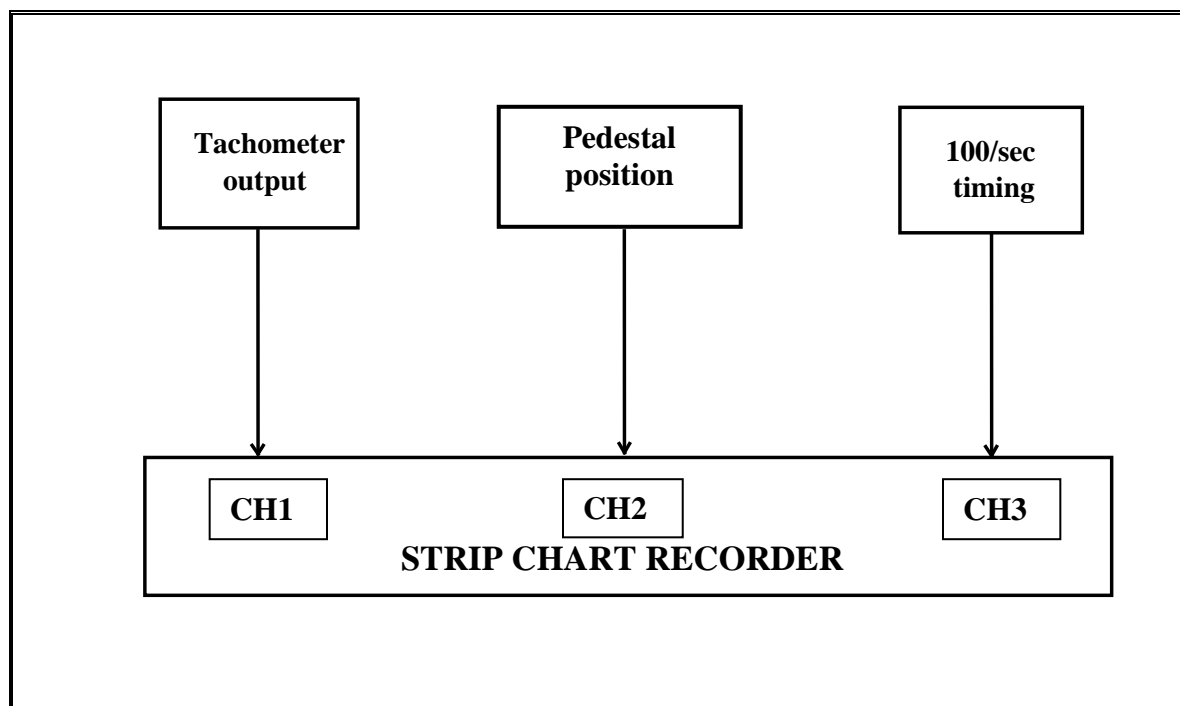 Tachometer
output
Pedestal
position
100/sec
timing
CH1
CH2
CH3
STRIP CHART RECORDER